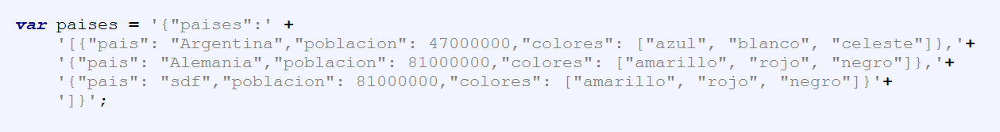 var paises = '{"paises":' +
'[{"pais": "Argentina","poblacion": 47000000,"colores": ["azul", "blanco", "celeste"]},'+
'{"pais": "Alemania","poblacion": 81000000,"colores": ["amarillo", "rojo", "negro"]},'+
'{"pais": "sdf","poblacion": 81000000,"colores": ["amarillo", "rojo", "negro"]}'+
']}';